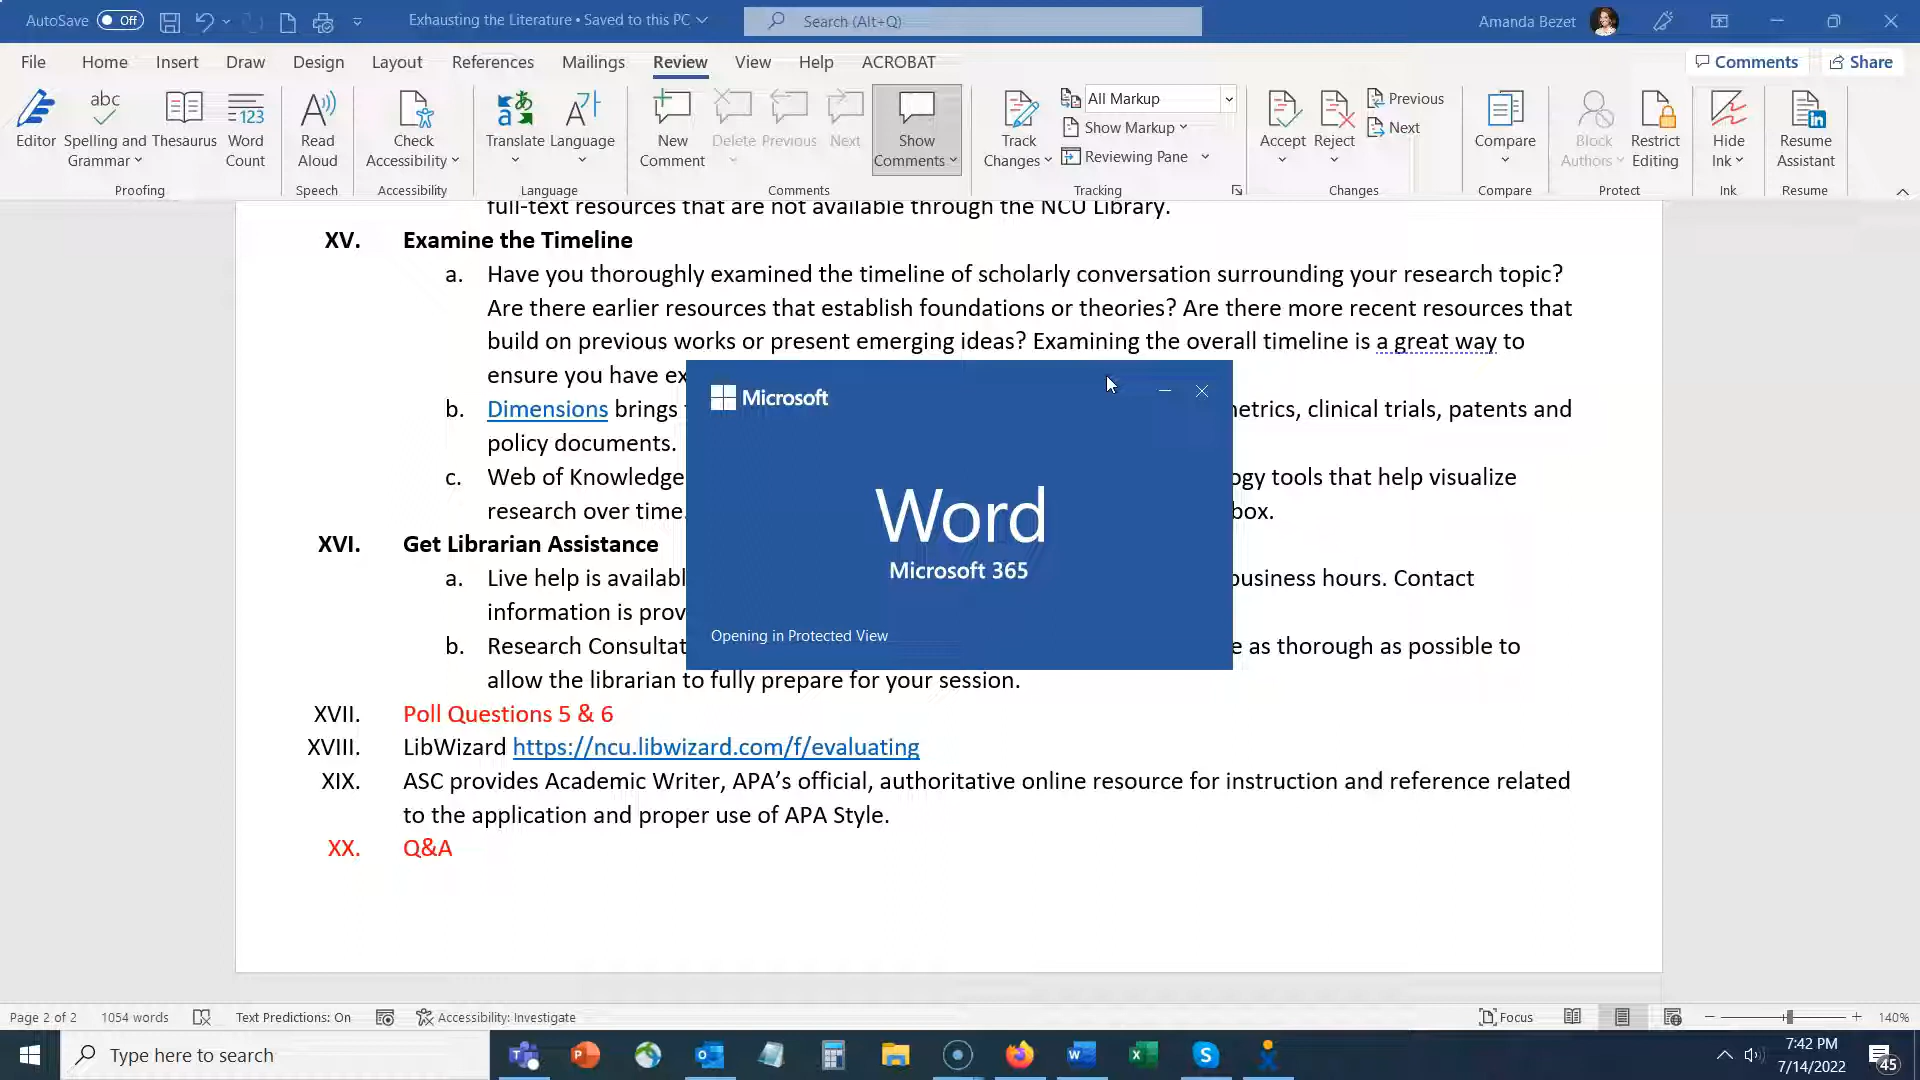 AutoSave Off Exhausting the Literature • Saved to this PC Search (Alt+Q) Amanda Bezet
File Home Insert Draw Design Layout References Mailings Review View Help ACROBAT Comments Share
Editor Spelling and Grammar Thesaurus Word Count Read Aloud Check Accessibility Translate Language New Comment Delete Previous Next Show Comments Track Changes All Markup Show Markup Reviewing Pane Accept Reject Previous Next Compare Block Authors Restrict Editing Hide Ink Resume Assistant
Proofing Speech Accessibility Language Comments Tracking Changes Compare Protect Ink Resume
full-text resources that are not available through the NCU Library.
XV. Examine the Timeline
a. Have you thoroughly examined the timeline of scholarly conversation surrounding your research topic?
Are there earlier resources that establish foundations or theories? Are there more recent resources that
build on previous works or present emerging ideas? Examining the overall timeline is a great way to
ensure you have ex
b. Dimensions brings metrics, clinical trials, patents and
policy documents.
c. Web of Knowledge ogy tools that help visualize
research over time. box.
XVI. Get Librarian Assistance
a. Live help is availabl business hours. Contact
information is prov
b. Research Consultat e as thorough as possible to
allow the librarian to fully prepare for your session.
XVII. Poll Questions 5 & 6
XVIII. LibWizard https://ncu.libwizard.com/f/evaluating
XIX. ASC provides Academic Writer, APA’s official, authoritative online resource for instruction and reference related
to the application and proper use of APA Style.
XX. Q&A
Microsoft
Word
Microsoft 365
Opening in Protected View
Page 2 of 2 1054 words Text Predictions: On Accessibility: Investigate Focus 140%
Type here to search 7:42 PM
7/14/2022 45